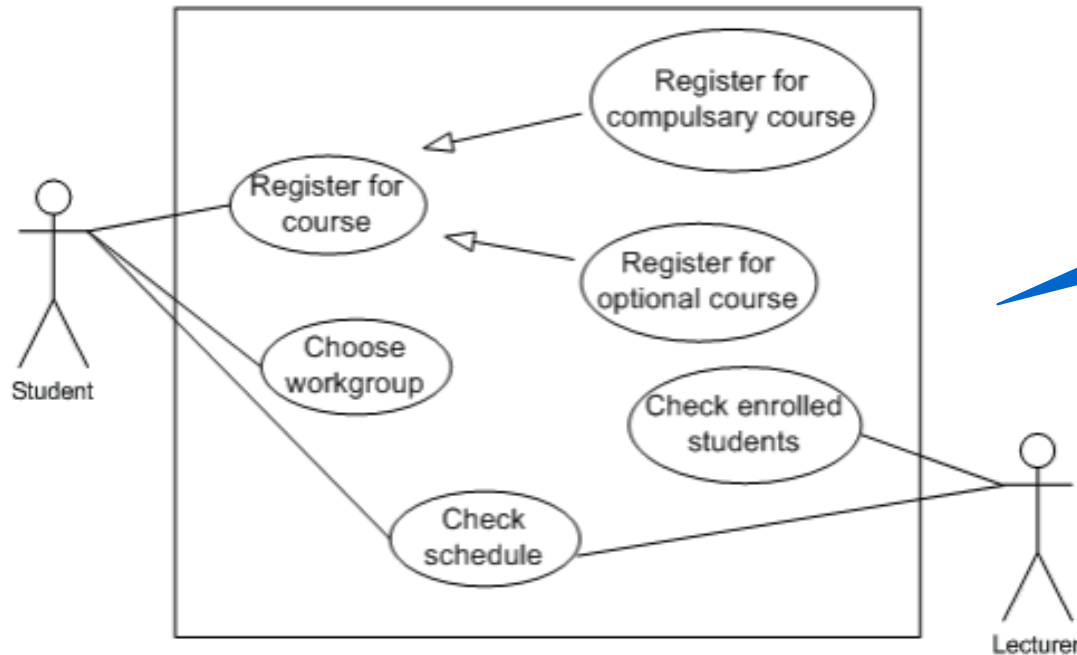 Register for
compulsary course
Register for
course
Register for
optional course
Choose
workgroup
Student
Check enrolled
students
Check
schedule
Lecturer